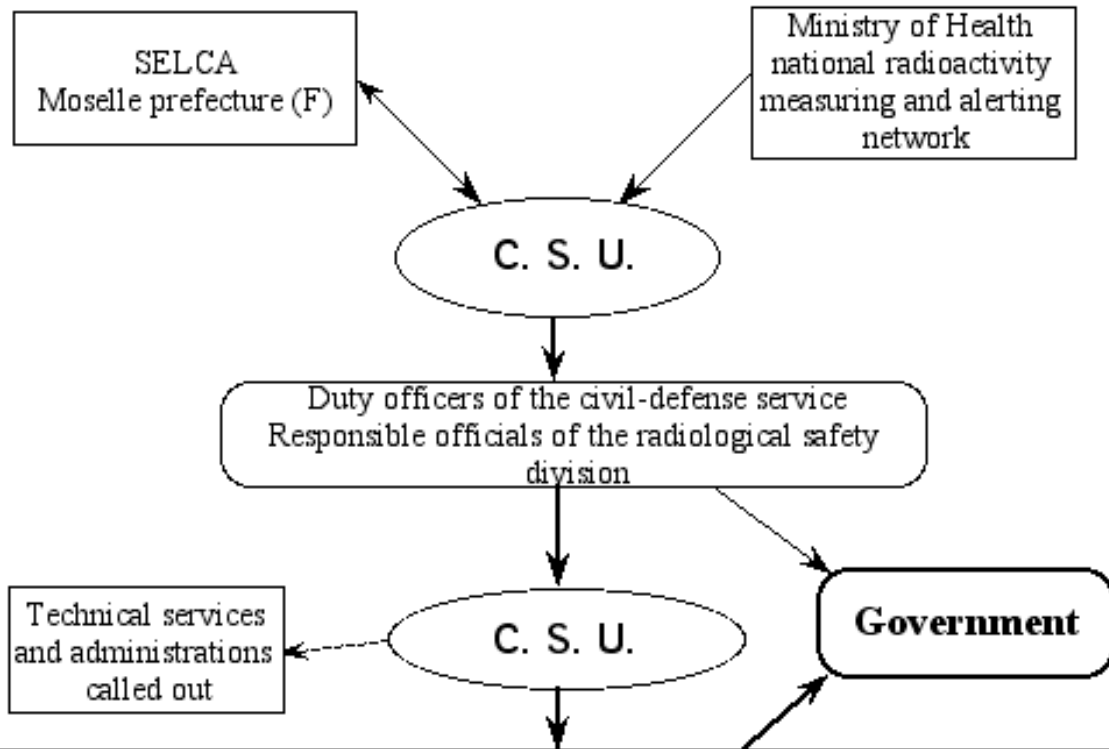 SELCA
Moselle prefecture (F)
Ministry of Health
national radioactivity
measuring and alerting
network
C. S. U.
Duty officers of the civil-defense service
Responsible officials of the radiological safety
division
Technical services
and administrations
called out
C. S. U.
Government